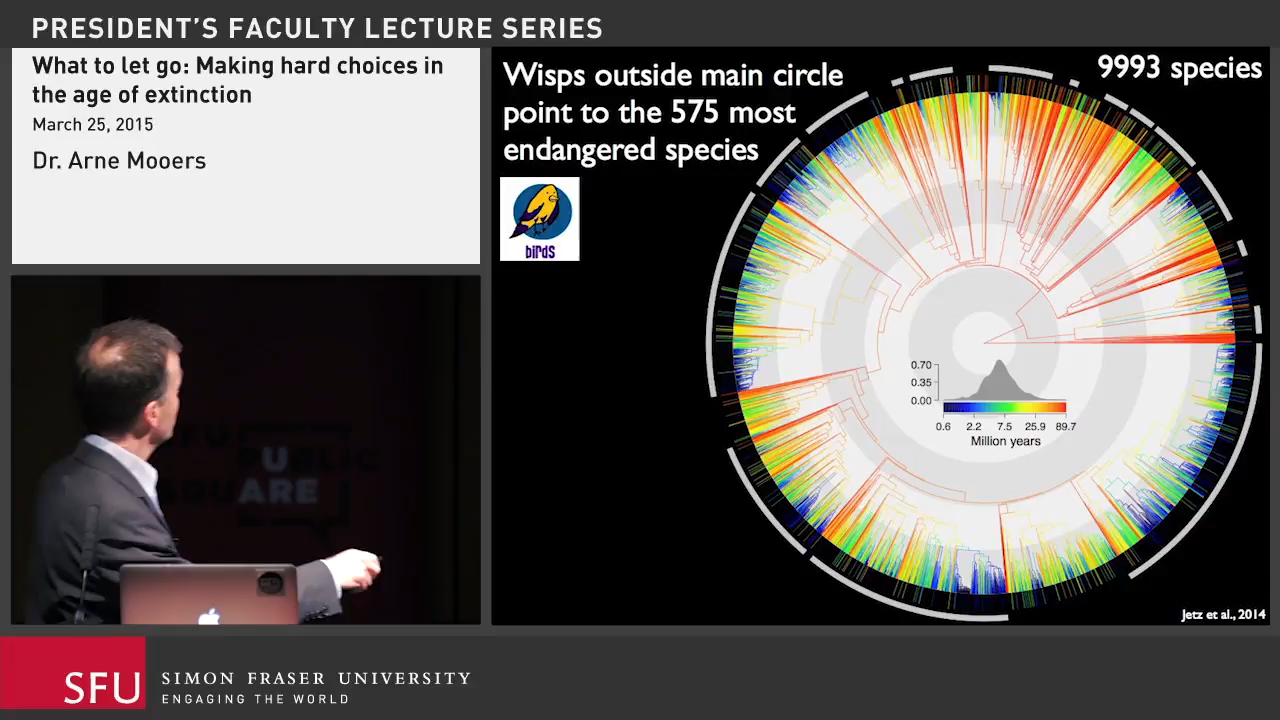 PRESIDENT'S FACULTY LECTURE SERIES
What to let go: Making hard choices in
the age of extinction
March 25, 2015
Dr. Arne Mooers
Wisps outside main circle
point to the 575 most
endangered species
birds
9993 species
0.70
0.35
0.00
0.6 2.2 7.5 25.9 89.7
Million years
Jetz et al., 2014
SFU PUBLIC
SQUARE
SFU
SIMON FRASER UNIVERSITY
ENGAGING THE WORLD